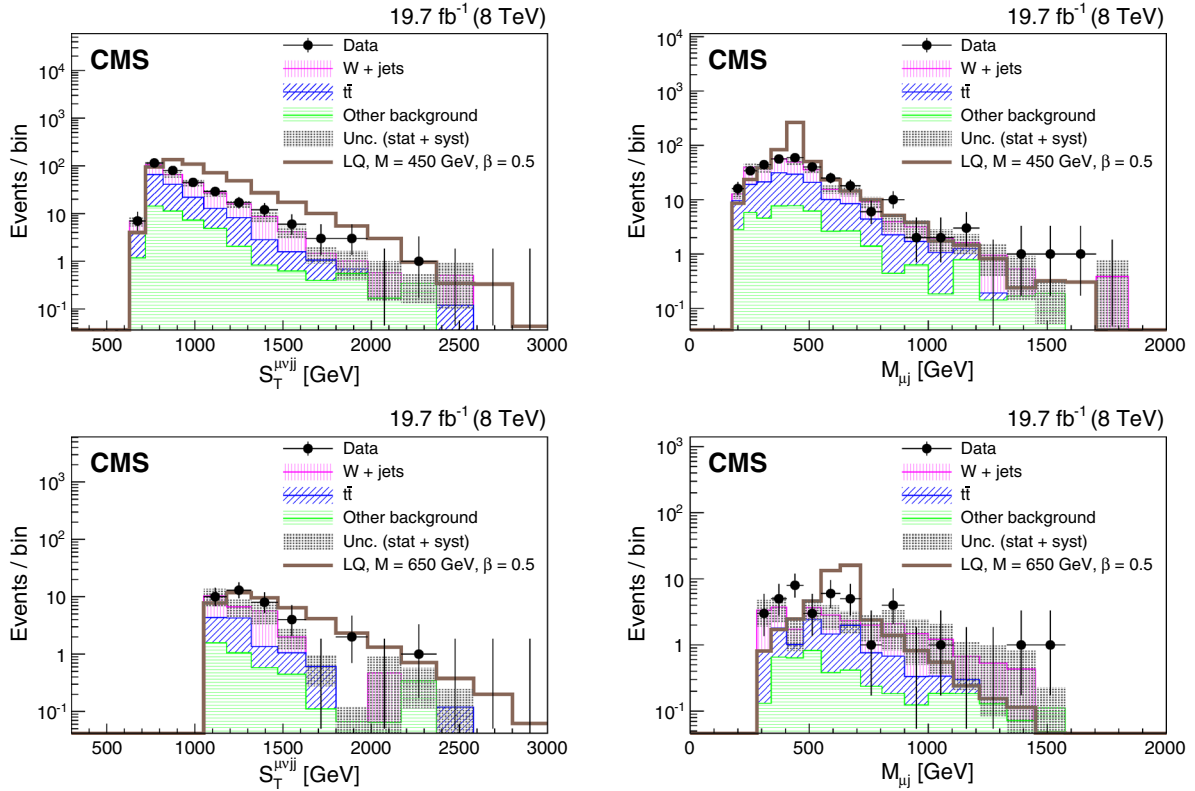 19.7 fb⁻¹ (8 TeV)
CMS
Data
W + jets
tt̄
Other background
Unc. (stat + syst)
LQ, M = 450 GeV, β = 0.5
Events / bin
10⁴
10³
10²
10
1
10⁻¹
500 1000 1500 2000 2500 3000
S_T^μνjj [GeV]
19.7 fb⁻¹ (8 TeV)
CMS
Data
W + jets
tt̄
Other background
Unc. (stat + syst)
LQ, M = 450 GeV, β = 0.5
Events / bin
10⁴
10³
10²
10
1
10⁻¹
0 500 1000 1500 2000
M_μj [GeV]
19.7 fb⁻¹ (8 TeV)
CMS
Data
W + jets
tt̄
Other background
Unc. (stat + syst)
LQ, M = 650 GeV, β = 0.5
Events / bin
10³
10²
10
1
10⁻¹
500 1000 1500 2000 2500 3000
S_T^μνjj [GeV]
19.7 fb⁻¹ (8 TeV)
CMS
Data
W + jets
tt̄
Other background
Unc. (stat + syst)
LQ, M = 650 GeV, β = 0.5
Events / bin
10³
10²
10
1
10⁻¹
0 500 1000 1500 2000
M_μj [GeV]